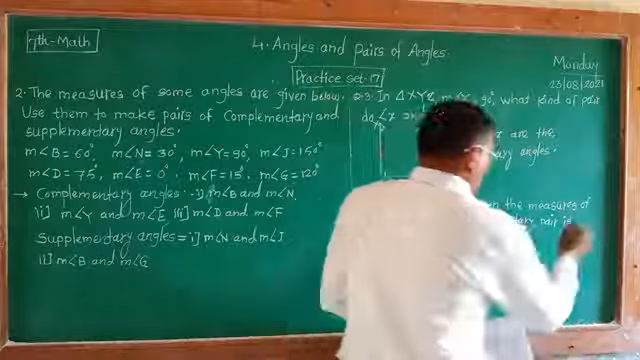 7th-Math
4. Angles and Pairs of Angles.
Practice set-17
Munday
23/08/2021
2. The measures of some angles are given below.
Use them to make pairs of Complementary and
supplementary angles.
m∠B=60° m∠N=30° m∠Y=90° m∠J=150°
m∠D=75° m∠E=0° m∠F=15° m∠G=120°
→ Complementary angles - i] m∠B and m∠N.
ii] m∠Y and m∠E iii] m∠D and m∠F
Supplementary angles = i] m∠N and m∠J
ii] m∠B and m∠G
3. In Δ XYZ, 90°, What kind of pair
do ∠X
are the
angles.
the measures of
pair is